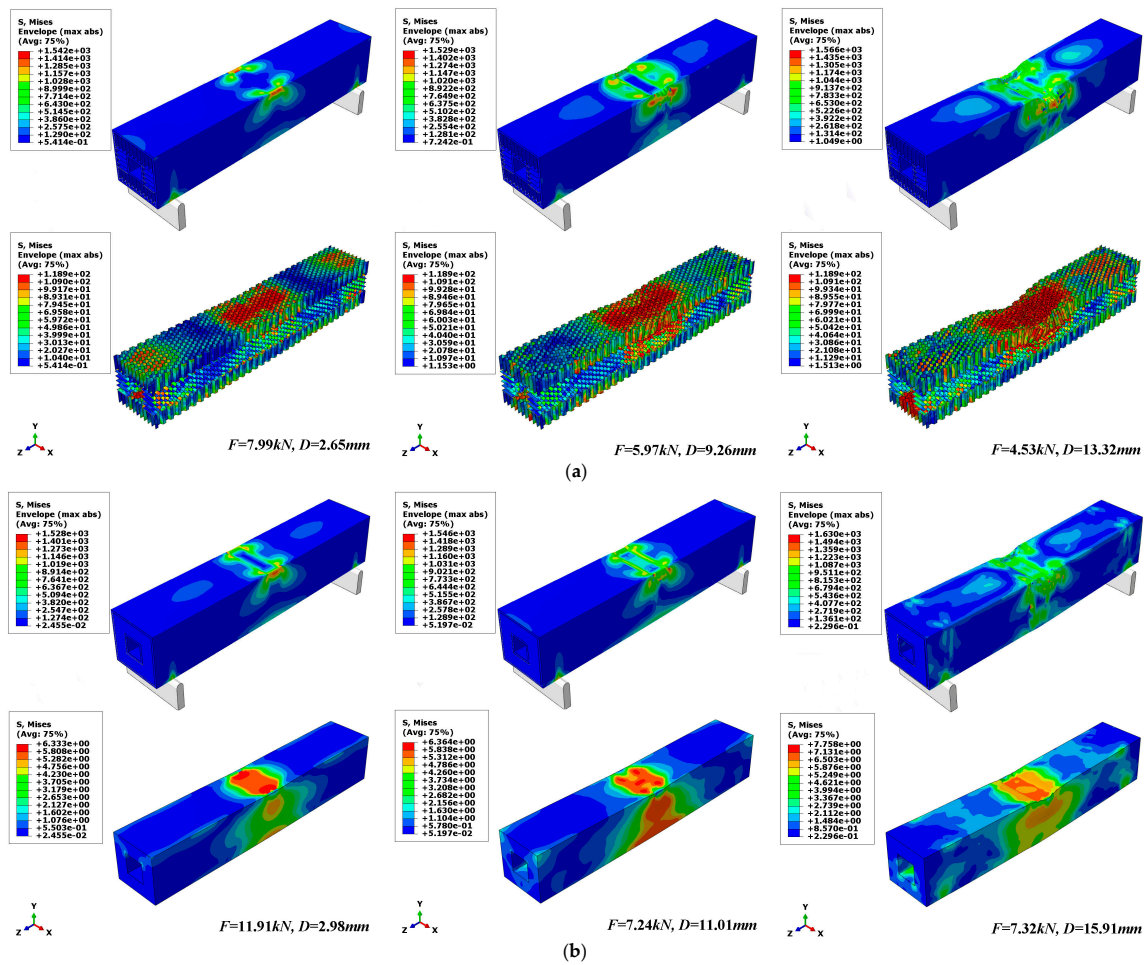 S, Mises
Envelope (max abs)
(Avg: 75%)
+1.542e+03
+1.414e+03
+1.285e+03
+1.157e+03
+1.028e+03
+8.999e+02
+7.714e+02
+6.430e+02
+5.145e+02
+3.860e+02
+2.575e+02
+1.290e+02
+5.414e-01
S, Mises
Envelope (max abs)
(Avg: 75%)
+1.529e+03
+1.402e+03
+1.274e+03
+1.147e+03
+1.020e+03
+8.922e+02
+7.649e+02
+6.375e+02
+5.102e+02
+3.828e+02
+2.554e+02
+1.281e+02
+7.242e-01
S, Mises
Envelope (max abs)
(Avg: 75%)
+1.566e+03
+1.435e+03
+1.305e+03
+1.174e+03
+1.044e+03
+9.137e+02
+7.833e+02
+6.530e+02
+5.226e+02
+3.922e+02
+2.618e+02
+1.314e+02
+1.049e+00
S, Mises
Envelope (max abs)
(Avg: 75%)
+1.189e+02
+1.090e+02
+9.917e+01
+8.931e+01
+7.945e+01
+6.958e+01
+5.972e+01
+4.986e+01
+3.999e+01
+3.013e+01
+2.027e+01
+1.040e+01
+5.414e-01
Y
Z X
F=7.99kN, D=2.65mm
S, Mises
Envelope (max abs)
(Avg: 75%)
+1.189e+02
+1.091e+02
+9.928e+01
+8.946e+01
+7.965e+01
+6.984e+01
+6.003e+01
+5.021e+01
+4.040e+01
+3.059e+01
+2.078e+01
+1.097e+01
+1.153e+00
Y
Z X
F=5.97kN, D=9.26mm
S, Mises
Envelope (max abs)
(Avg: 75%)
+1.189e+02
+1.091e+02
+9.934e+01
+8.955e+01
+7.977e+01
+6.999e+01
+6.021e+01
+5.042e+01
+4.064e+01
+3.086e+01
+2.108e+01
+1.129e+01
+1.513e+00
Y
Z X
F=4.53kN, D=13.32mm
(a)
S, Mises
Envelope (max abs)
(Avg: 75%)
+1.528e+03
+1.401e+03
+1.273e+03
+1.146e+03
+1.019e+03
+8.914e+02
+7.641e+02
+6.367e+02
+5.094e+02
+3.820e+02
+2.547e+02
+1.274e+02
+2.455e-02
S, Mises
Envelope (max abs)
(Avg: 75%)
+1.546e+03
+1.418e+03
+1.289e+03
+1.160e+03
+1.031e+03
+9.021e+02
+7.733e+02
+6.444e+02
+5.155e+02
+3.867e+02
+2.578e+02
+1.289e+02
+5.197e-02
S, Mises
Envelope (max abs)
(Avg: 75%)
+1.630e+03
+1.494e+03
+1.359e+03
+1.223e+03
+1.087e+03
+9.511e+02
+8.153e+02
+6.794e+02
+5.436e+02
+4.077e+02
+2.719e+02
+1.361e+02
+2.296e-01
S, Mises
(Avg: 75%)
+6.333e+00
+5.808e+00
+5.282e+00
+4.756e+00
+4.230e+00
+3.705e+00
+3.179e+00
+2.653e+00
+2.127e+00
+1.602e+00
+1.076e+00
+5.503e-01
+2.455e-02
Y
Z X
F=11.91kN, D=2.98mm
S, Mises
(Avg: 75%)
+6.364e+00
+5.838e+00
+5.312e+00
+4.786e+00
+4.260e+00
+3.734e+00
+3.208e+00
+2.682e+00
+2.156e+00
+1.630e+00
+1.104e+00
+5.780e-01
+5.197e-02
Y
Z X
F=7.24kN, D=11.01mm
S, Mises
(Avg: 75%)
+7.758e+00
+7.131e+00
+6.503e+00
+5.876e+00
+5.249e+00
+4.621e+00
+3.994e+00
+3.367e+00
+2.739e+00
+2.112e+00
+1.484e+00
+8.570e-01
+2.296e-01
Y
Z X
F=7.32kN, D=15.91mm
(b)